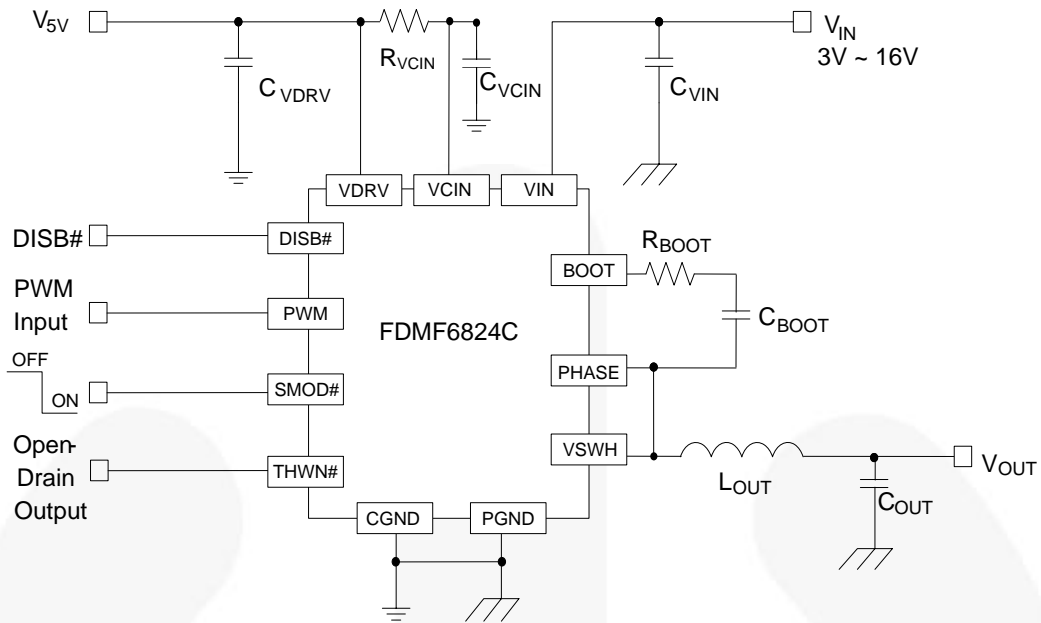 V5V
RVCIN
CVDRV
CVCIN
CVIN
VIN
3V ~ 16V
VDRV
VCIN
VIN
DISB#
DISB#
PWM
Input
PWM
OFF
ON
SMOD#
Open-
Drain
Output
THWN#
FDMF6824C
BOOT
RBOOT
CBOOT
PHASE
VSWH
LOUT
COUT
VOUT
CGND
PGND